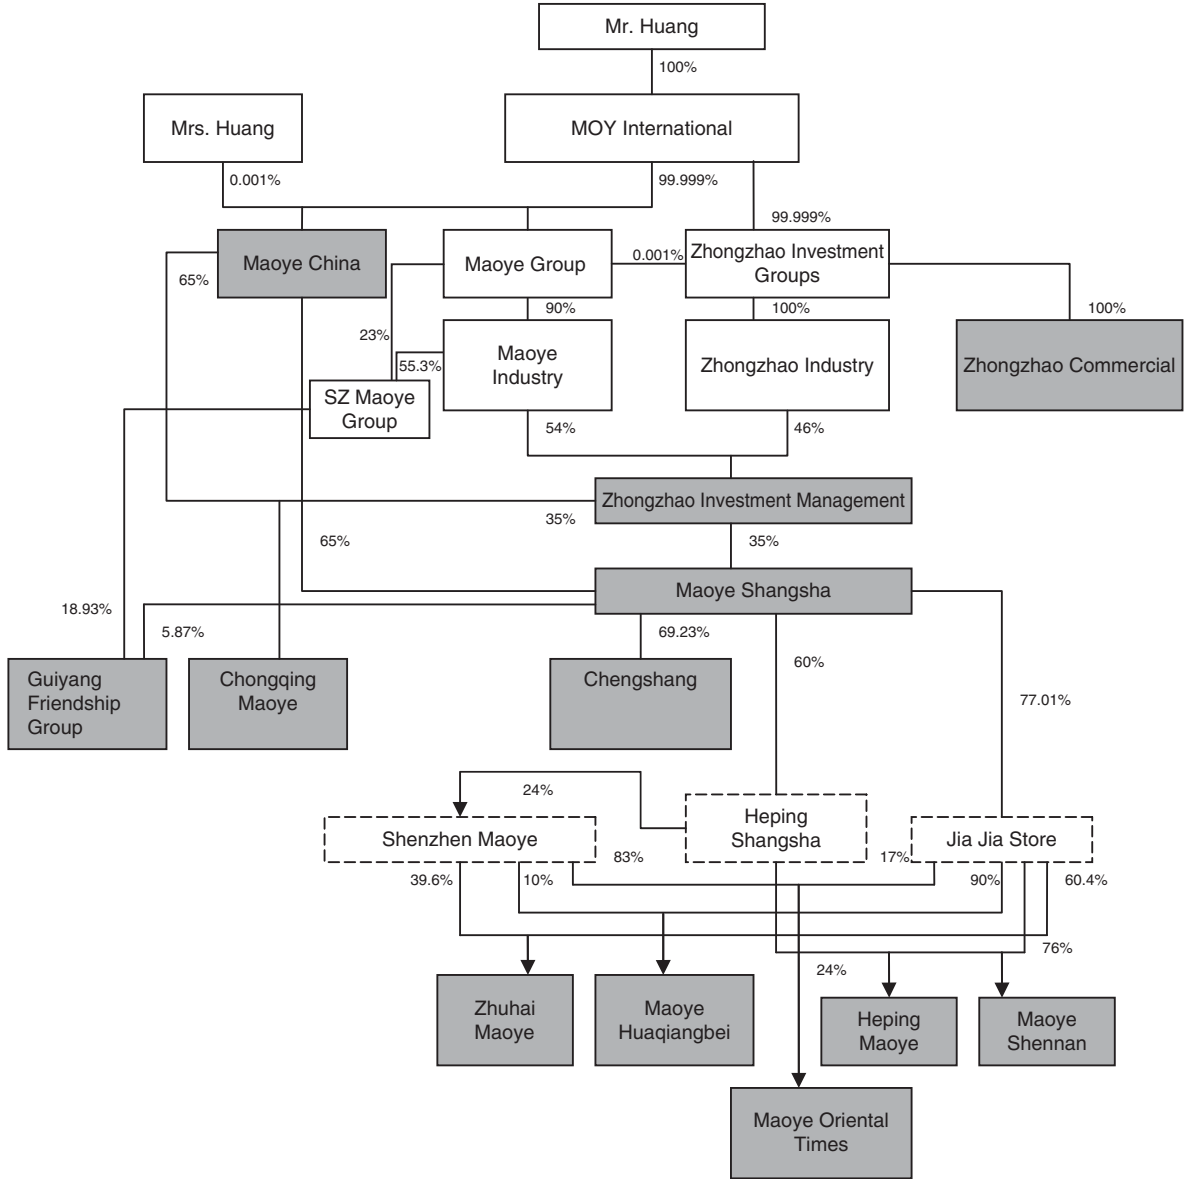 Mr. Huang
100%
Mrs. Huang
MOY International
0.001%
99.999%
99.999%
Maoye China
Maoye Group
0.001%
Zhongzhao Investment
Groups
65%
90%
100%
100%
23%
55.3%
Maoye
Industry
Zhongzhao Industry
Zhongzhao Commercial
SZ Maoye
Group
54%
46%
Zhongzhao Investment Management
35%
65%
35%
Maoye Shangsha
18.93%
5.87%
69.23%
60%
77.01%
Guiyang
Friendship
Group
Chongqing
Maoye
Chengshang
24%
Shenzhen Maoye
Heping
Shangsha
Jia Jia Store
83%
17%
39.6%
10%
90%
60.4%
76%
24%
Zhuhai
Maoye
Maoye
Huaqiangbei
Heping
Maoye
Maoye
Shennan
Maoye Oriental
Times